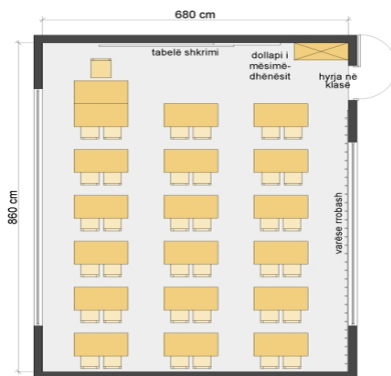 680 cm
tabelë shkrimi
dollapi i
mësimë-
dhënësit
hyrja në
klasë
860 cm
varëse rrobash